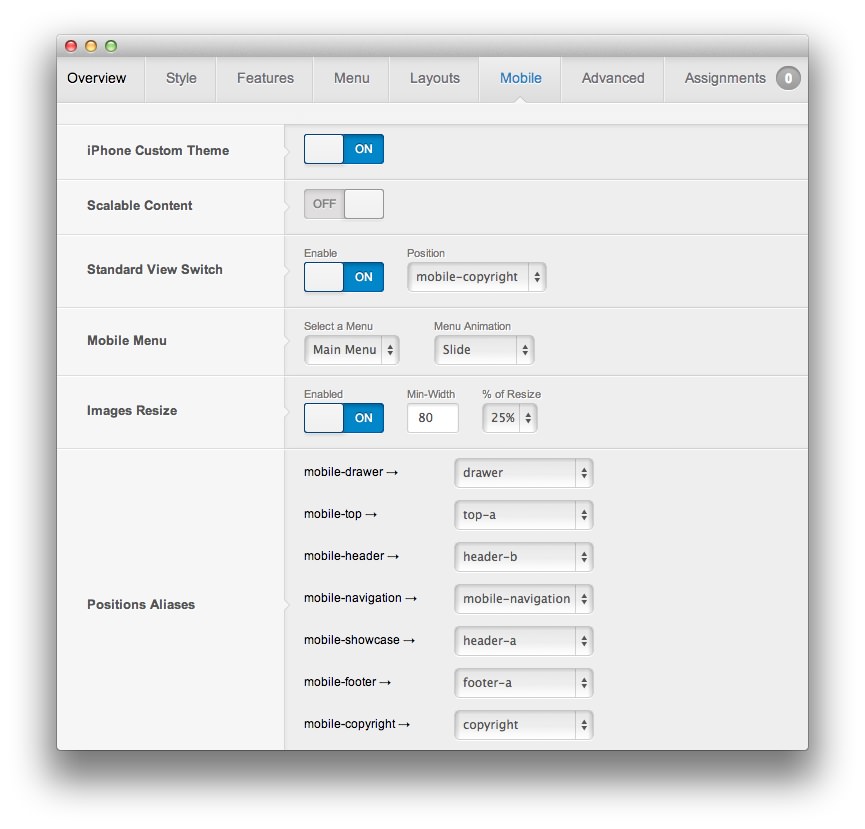 Overview Style Features Menu Layouts Mobile Advanced Assignments 0
iPhone Custom Theme ON
Scalable Content OFF
Enable Position
Standard View Switch ON mobile-copyright
Select a Menu Menu Animation
Mobile Menu Main Menu Slide
Enabled Min-Width % of Resize
Images Resize ON 80 25%
mobile-drawer → drawer
mobile-top → top-a
mobile-header → header-b
mobile-navigation → mobile-navigation
Positions Aliases
mobile-showcase → header-a
mobile-footer → footer-a
mobile-copyright → copyright